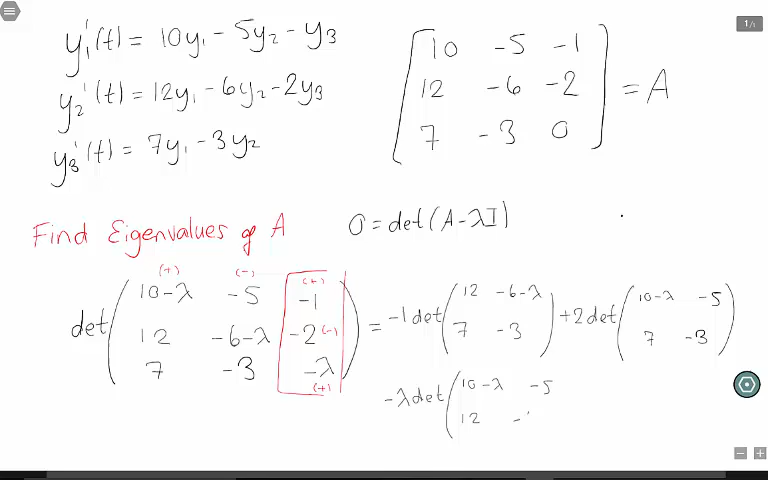 y₁'(t) = 10y₁ - 5y₂ - y₃
y₂'(t) = 12y₁ - 6y₂ - 2y₃
y₃'(t) = 7y₁ - 3y₂
10 -5 -1
12 -6 -2 = A
7 -3 0
1/1
Find Eigenvalues of A
0 = det(A-λI)
(+) (-) (+)
det( 10-λ -5 -1
12 -6-λ -2 (-)
7 -3 -λ )
(+)
= -1 det( 12 -6-λ
7 -3 )
+2 det( 10-λ -5
7 -3 )
-λ det( 10-λ -5
12 -